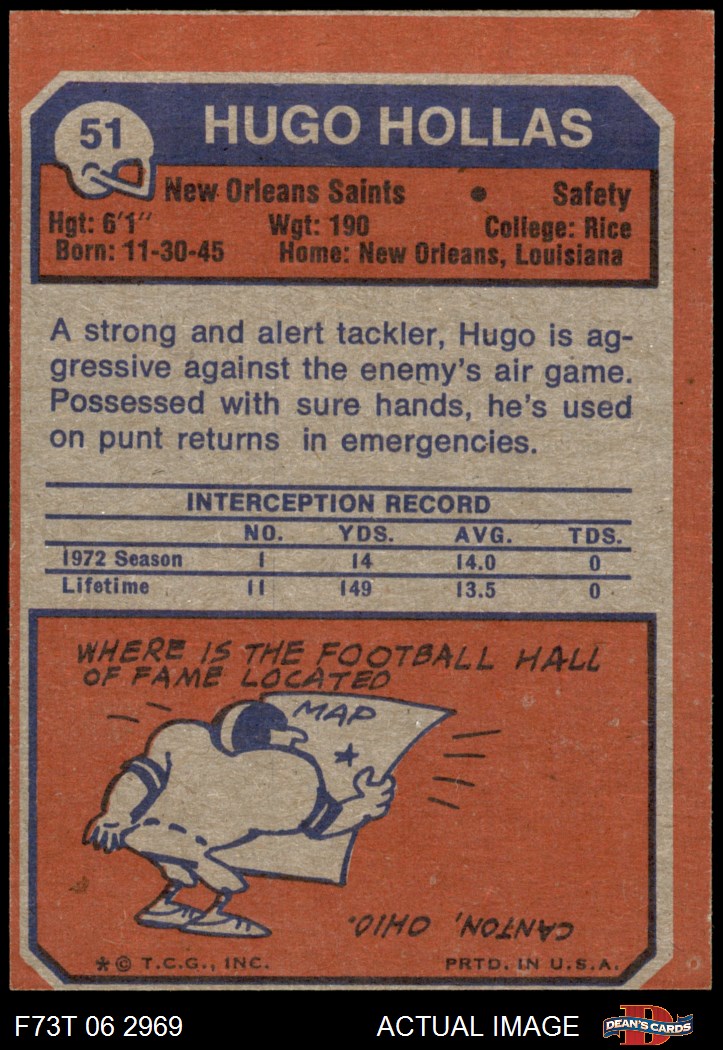 51
HUGO HOLLAS
New Orleans Saints • Safety
Hgt: 6'1" Wgt: 190 College: Rice
Born: 11-30-45 Home: New Orleans, Louisiana
A strong and alert tackler, Hugo is ag-
gressive against the enemy's air game.
Possessed with sure hands, he's used
on punt returns in emergencies.
INTERCEPTION RECORD
NO. YDS. AVG. TDS.
1972 Season 1 14 14.0 0
Lifetime 11 149 13.5 0
WHERE IS THE FOOTBALL HALL
OF FAME LOCATED
MAP
CANTON, OHIO.
* © T.C.G., INC. PRTD. IN U.S.A.
F73T 06 2969 ACTUAL IMAGE D DEAN'S CARDS